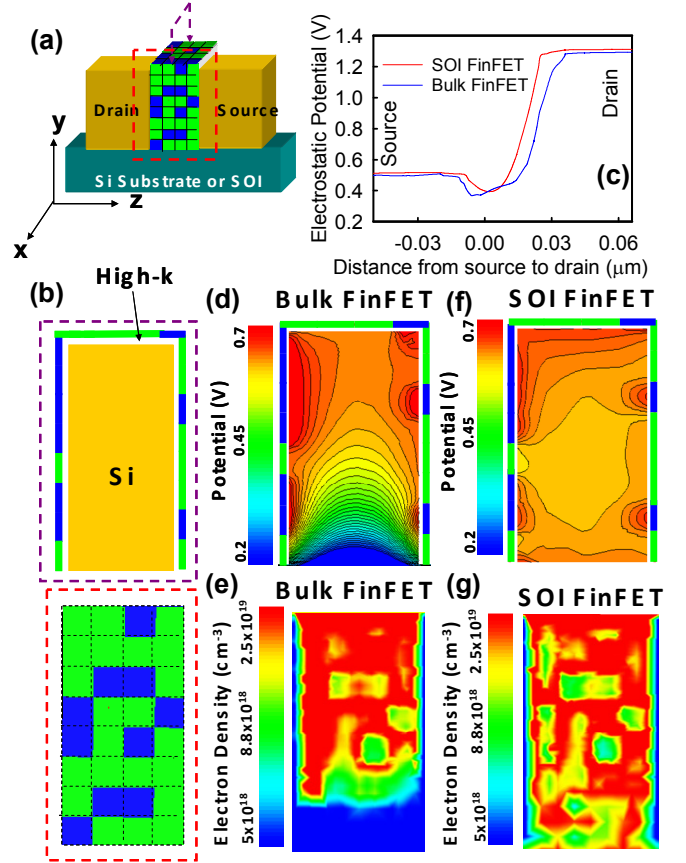 (a)
Drain
Source
Si Substrate or SOI
y
z
x
Electrostatic Potential (V)
1.4
1.2
1.0
0.8
0.6
0.4
0.2
SOI FinFET
Bulk FinFET
Source
Drain
(c)
-0.03 0.00 0.03 0.06
Distance from source to drain (μm)
(b)
High-k
Si
(d)
Bulk FinFET
Potential (V)
0.7
0.45
0.2
(f)
SOI FinFET
Potential (V)
0.7
0.45
0.2
(e)
Bulk FinFET
Electron Density (cm⁻³)
2.5x10¹⁹
8.8x10¹⁸
5x10¹⁸
(g)
SOI FinFET
Electron Density (cm⁻³)
2.5x10¹⁹
8.8x10¹⁸
5x10¹⁸